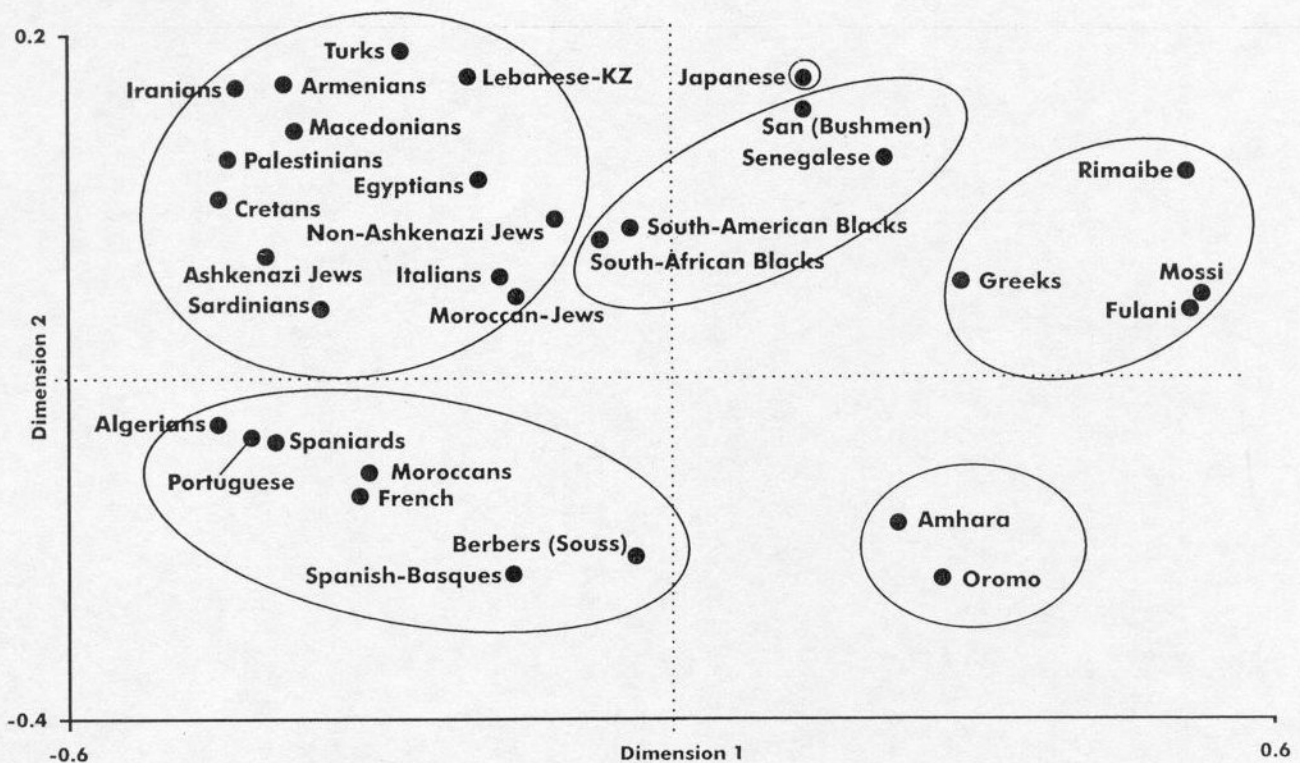 0.2
Turks
Lebanese-KZ
Japanese
Iranians
Armenians
Macedonians
San (Bushmen)
Palestinians
Senegalese
Egyptians
Rimaibe
Cretans
Non-Ashkenazi Jews
South-American Blacks
South-African Blacks
Ashkenazi Jews
Italians
Greeks
Mossi
Sardinians
Moroccan-Jews
Fulani
Dimension 2
Algerians
Spaniards
Portuguese
Moroccans
French
Amhara
Berbers (Souss)
Spanish-Basques
Oromo
-0.4
-0.6
Dimension 1
0.6